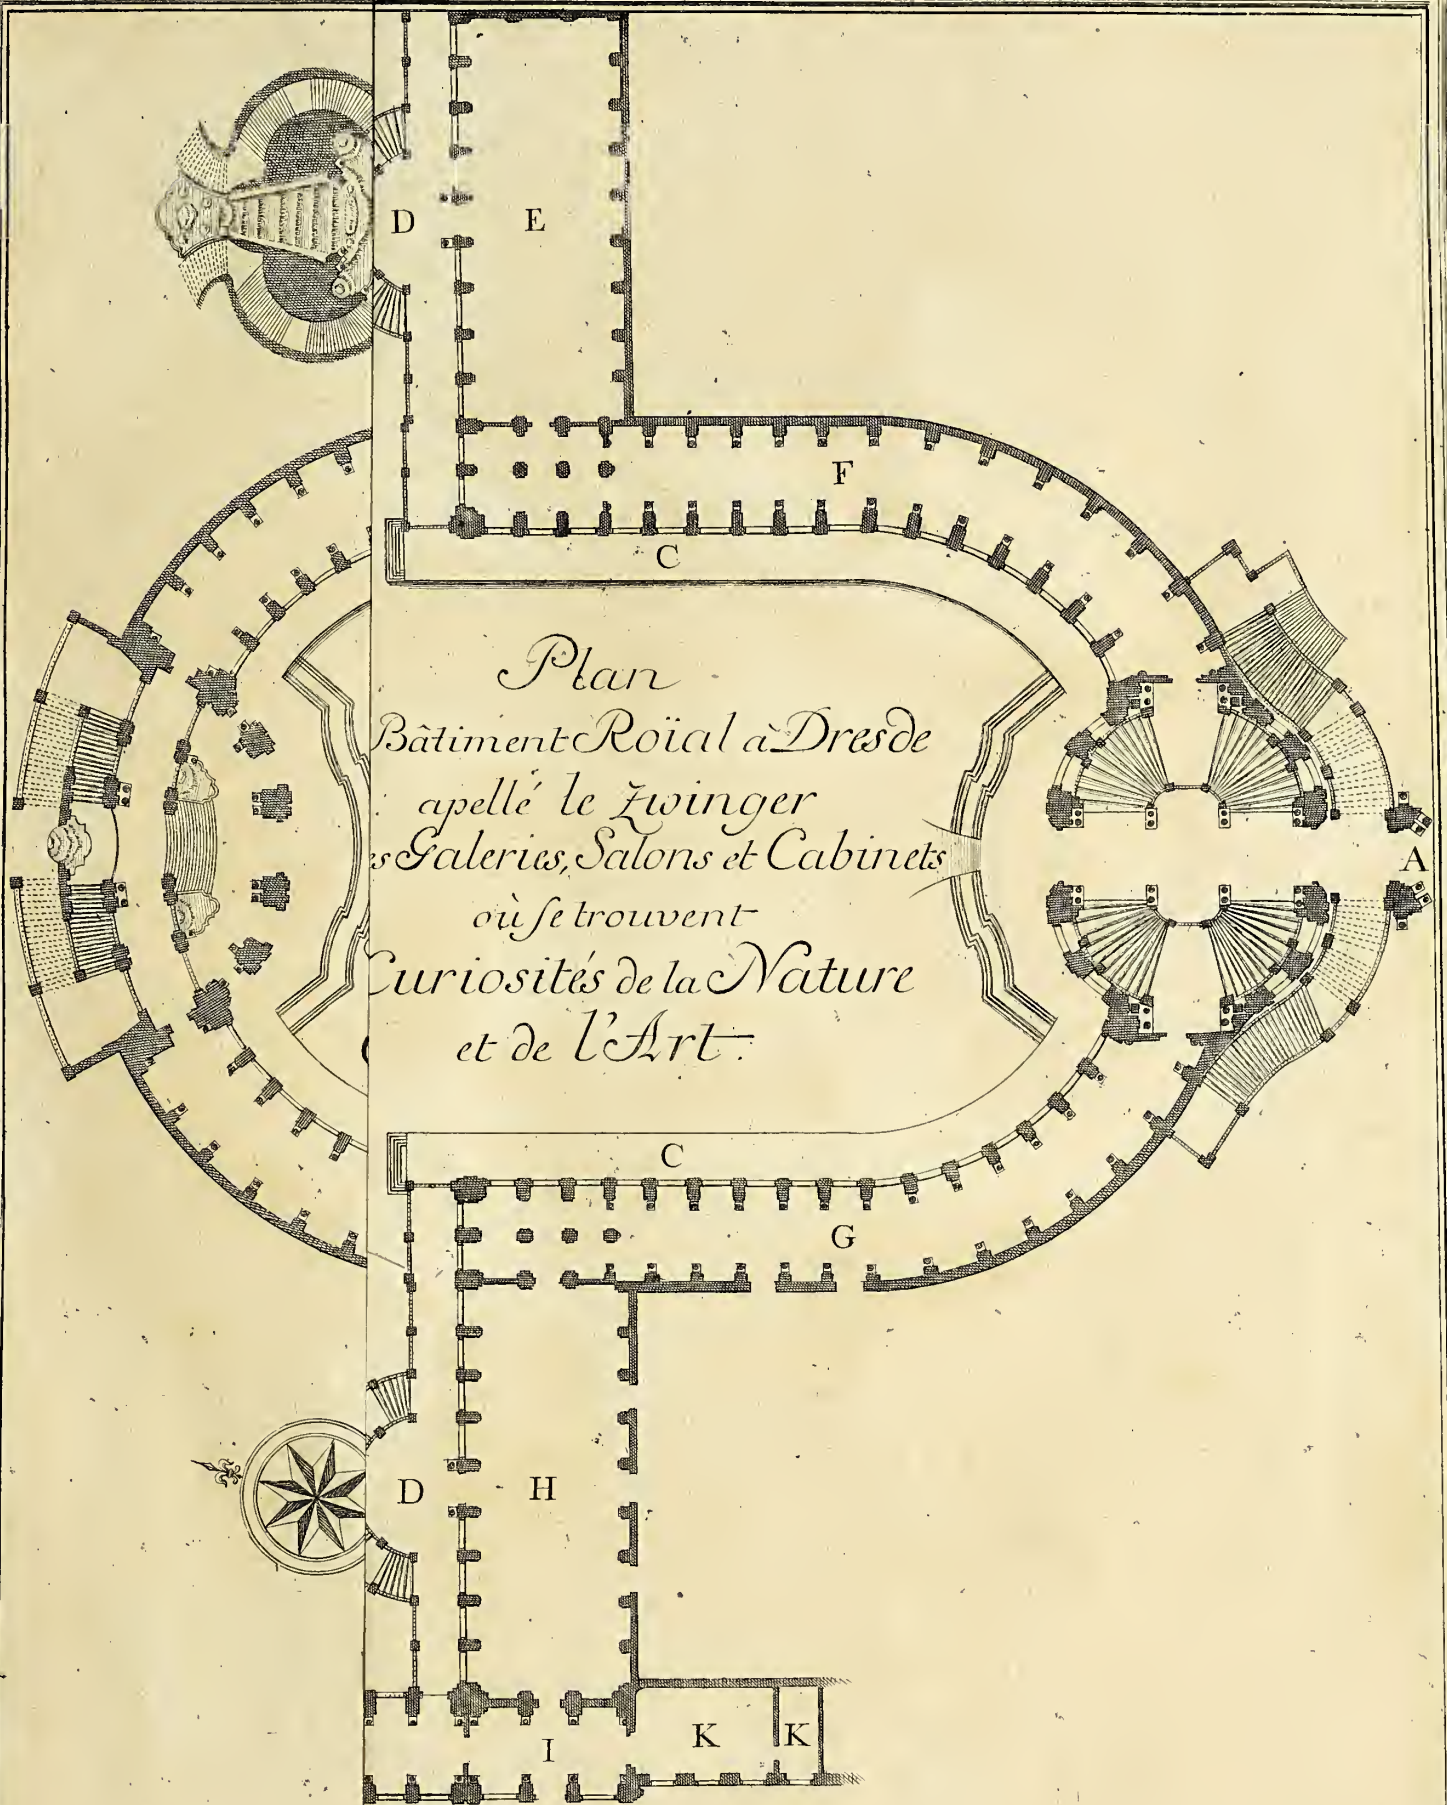 D
E
F
C
Plan
Bâtiment Roïal à Dresde
apellé le Zwinger
s Galeries, Salons et Cabinets
où se trouvent
Curiosités de la Nature
et de l'Art.
A
C
G
D
H
I
K
K